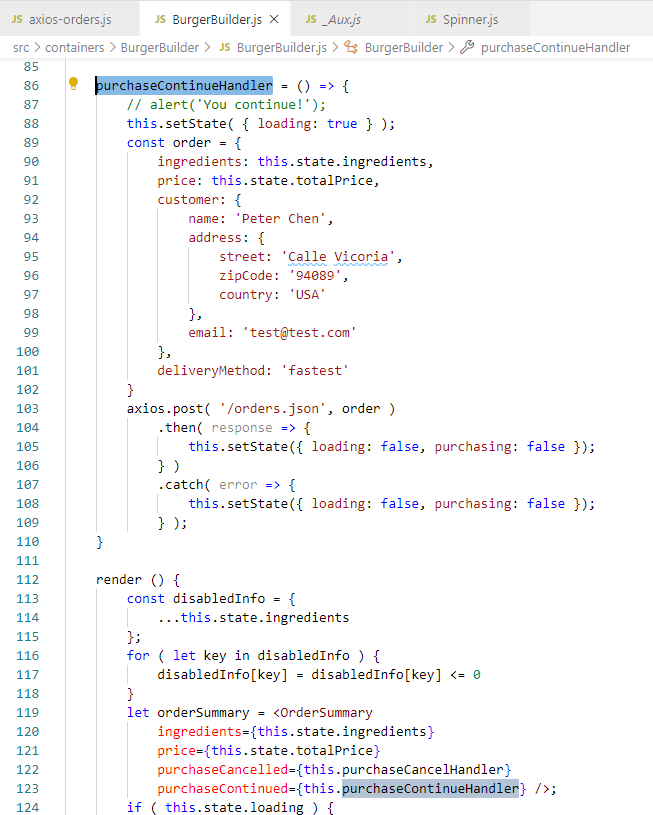 JS axios-orders.js JS BurgerBuilder.js × JS _Aux.js JS Spinner.js
src > containers > BurgerBuilder > JS BurgerBuilder.js > BurgerBuilder > purchaseContinueHandler
85
86 purchaseContinueHandler = () => {
87 // alert('You continue!');
88 this.setState( { loading: true } );
89 const order = {
90 ingredients: this.state.ingredients,
91 price: this.state.totalPrice,
92 customer: {
93 name: 'Peter Chen',
94 address: {
95 street: 'Calle Vicoria',
96 zipCode: '94089',
97 country: 'USA'
98 },
99 email: 'test@test.com'
100 },
101 deliveryMethod: 'fastest'
102 }
103 axios.post( '/orders.json', order )
104 .then( response => {
105 this.setState({ loading: false, purchasing: false });
106 } )
107 .catch( error => {
108 this.setState({ loading: false, purchasing: false });
109 } );
110 }
111
112 render () {
113 const disabledInfo = {
114 ...this.state.ingredients
115 };
116 for ( let key in disabledInfo ) {
117 disabledInfo[key] = disabledInfo[key] <= 0
118 }
119 let orderSummary = <OrderSummary
120 ingredients={this.state.ingredients}
121 price={this.state.totalPrice}
122 purchaseCancelled={this.purchaseCancelHandler}
123 purchaseContinued={this.purchaseContinueHandler} />;
124 if ( this.state.loading ) {